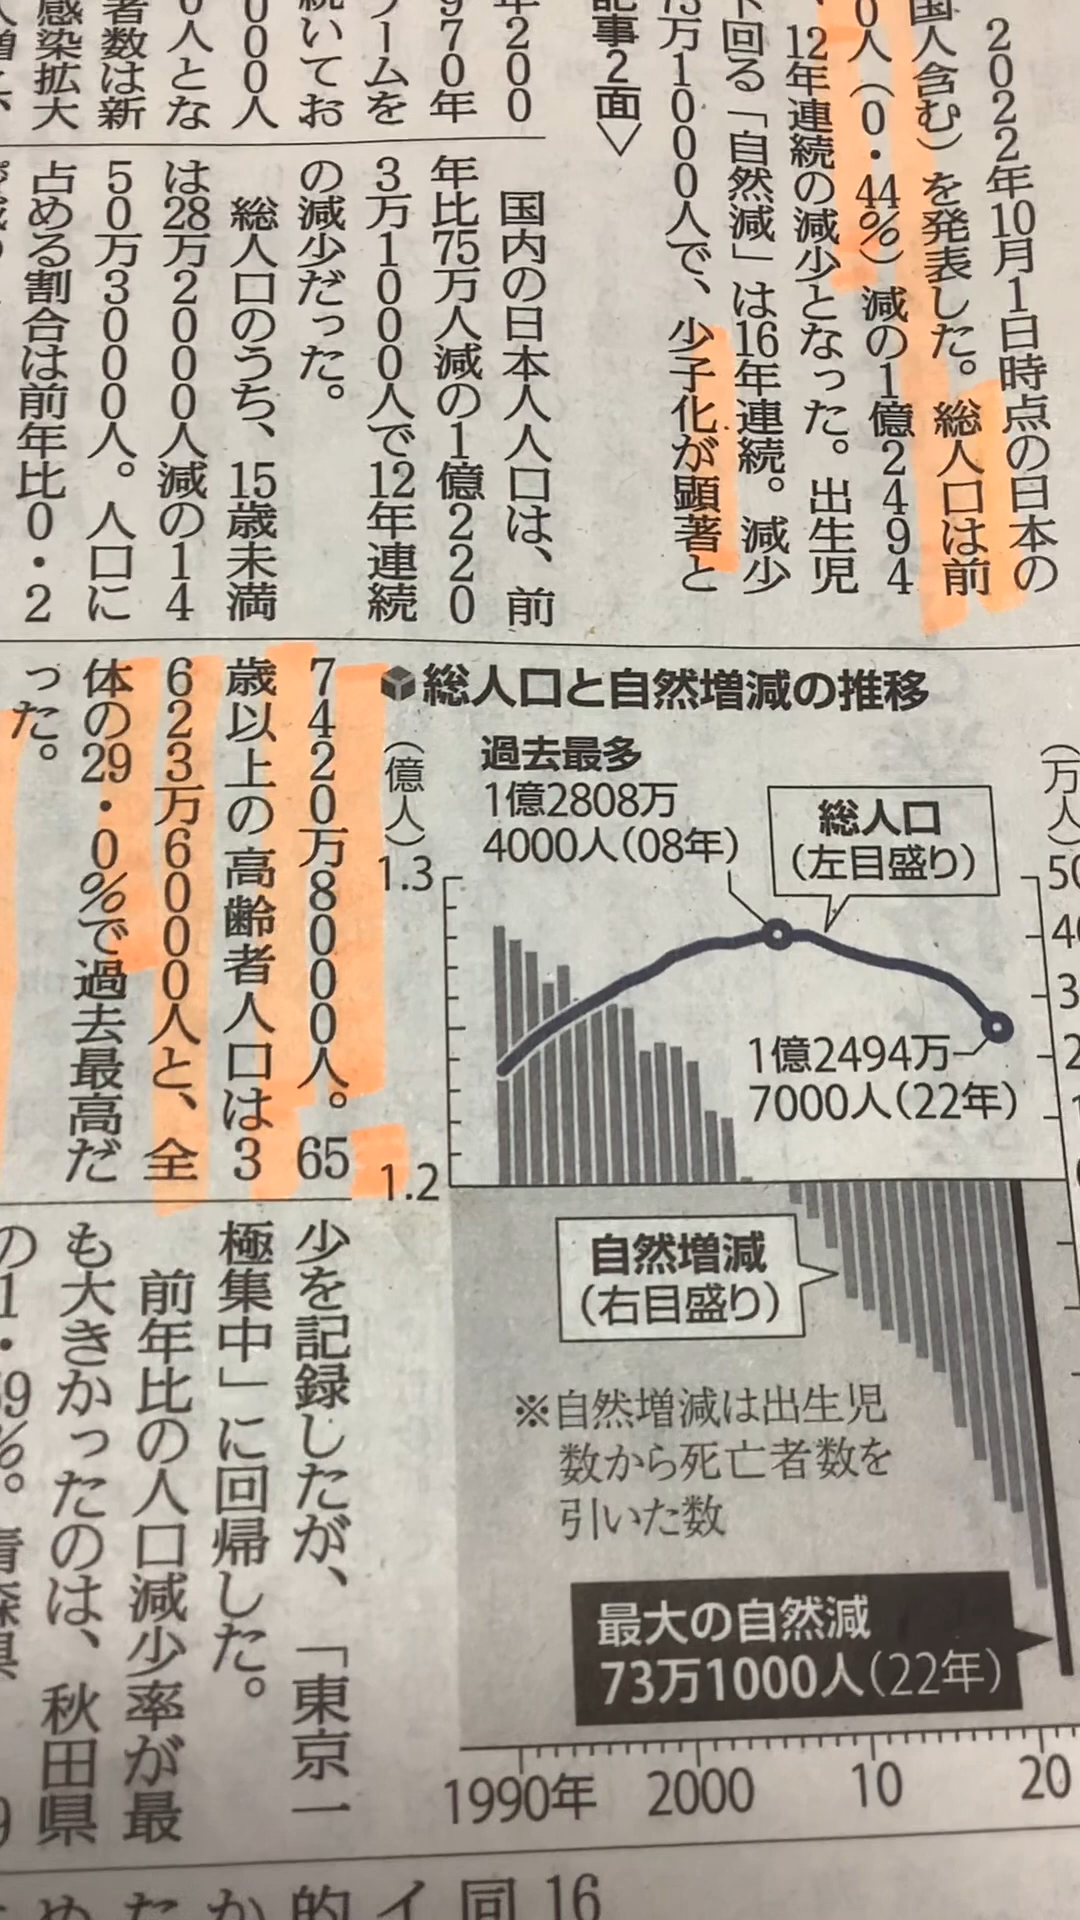 2022年10月1日時点の日本の
国人含む）を発表した。総人口は前
0人（0・44％）減の1億2494
、12年連続の減少となった。出生児
下回る「自然減」は16年連続。減少
73万1000人で、少子化が顕著と
記事2面▷
年200
970年
ームを
続いてお
000人
0人とな
者数は新
感染拡大
国内の日本人人口は、前
年比75万人減の1億220
3万1000人で12年連続
の減少だった。
総人口のうち、15歳未満
は28万2000人減の14
50万3000人。人口に
占める割合は前年比0・2
7420万8000人。65
歳以上の高齢者人口は3
623万6000人と、全
体の29・0％で過去最高だ
った。
少を記録したが、「東京一
極集中」に回帰した。
前年比の人口減少率が最
も大きかったのは、秋田県
総人口と自然増減の推移
（億人）
（万人）
過去最多
1億2808万
4000人（08年）
総人口
（左目盛り）
1.3
1.2
1億2494万
7000人（22年）
自然増減
（右目盛り）
※自然増減は出生児
数から死亡者数を
引いた数
最大の自然減
73万1000人（22年）
1990年 2000 10 20